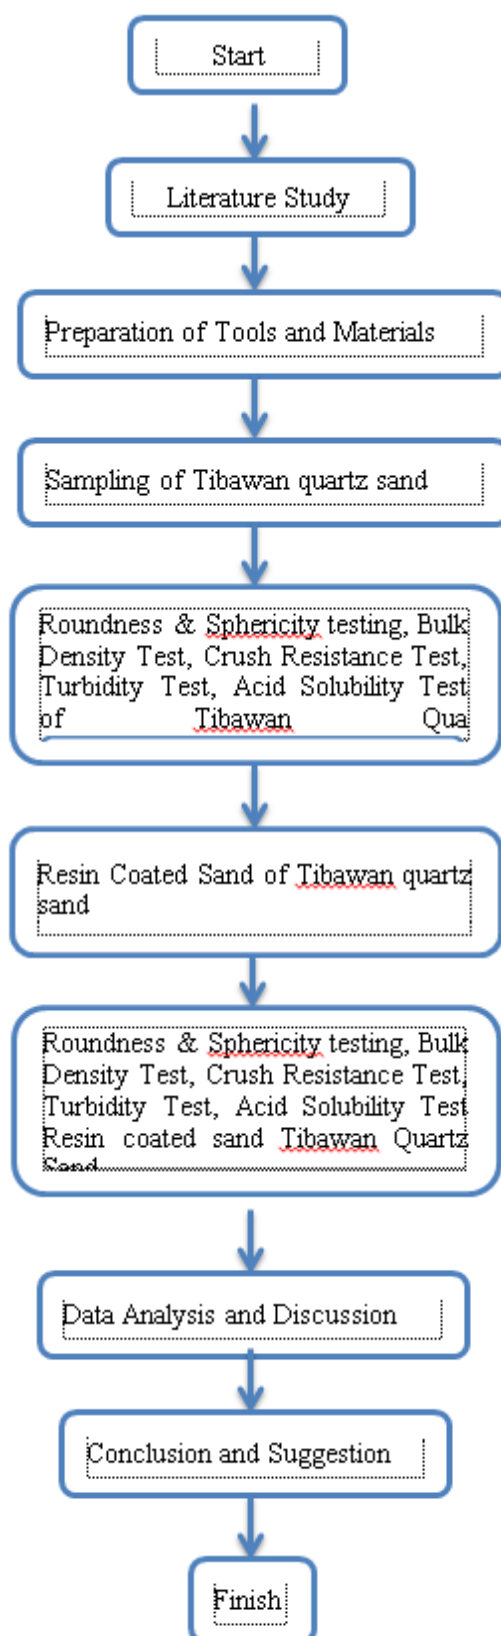 Start
Literature Study
Preparation of Tools and Materials
Sampling of Tibawan quartz sand
Roundness & Sphericity testing, Bulk
Density Test, Crush Resistance Test,
Turbidity Test, Acid Solubility Test
of Tibawan Qua
Resin Coated Sand of Tibawan quartz
sand
Roundness & Sphericity testing, Bulk
Density Test, Crush Resistance Test,
Turbidity Test, Acid Solubility Test
Resin coated sand Tibawan Quartz
Sand
Data Analysis and Discussion
Conclusion and Suggestion
Finish